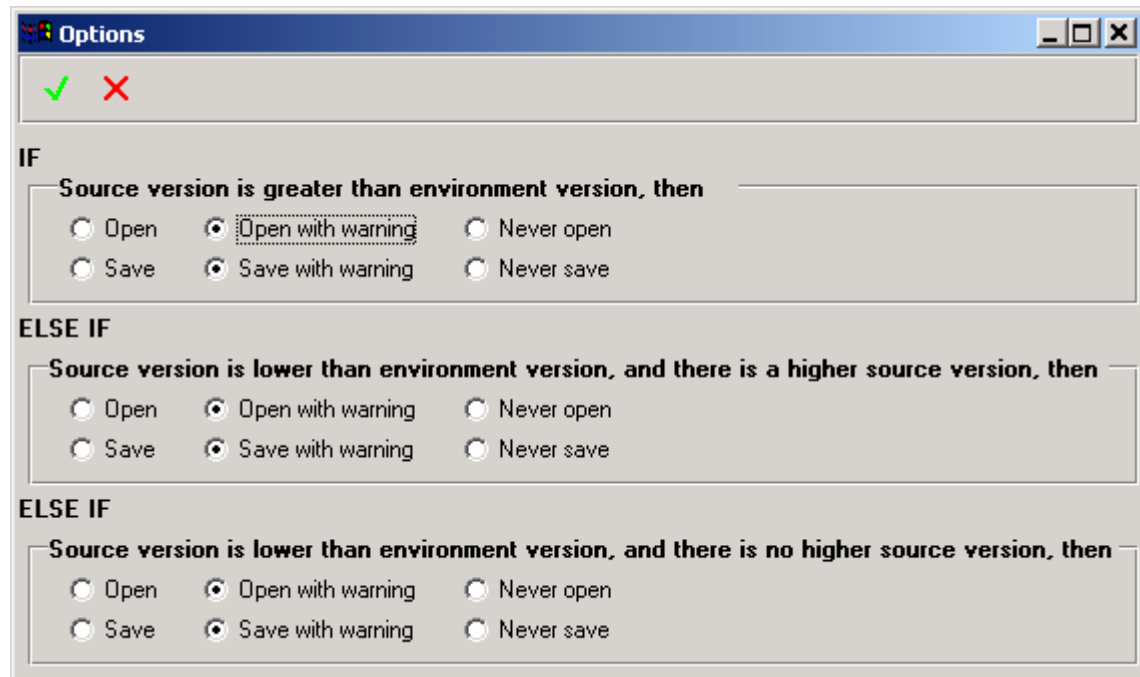 Options
IF
Source version is greater than environment version, then
Open Open with warning Never open
Save Save with warning Never save
ELSE IF
Source version is lower than environment version, and there is a higher source version, then
Open Open with warning Never open
Save Save with warning Never save
ELSE IF
Source version is lower than environment version, and there is no higher source version, then
Open Open with warning Never open
Save Save with warning Never save